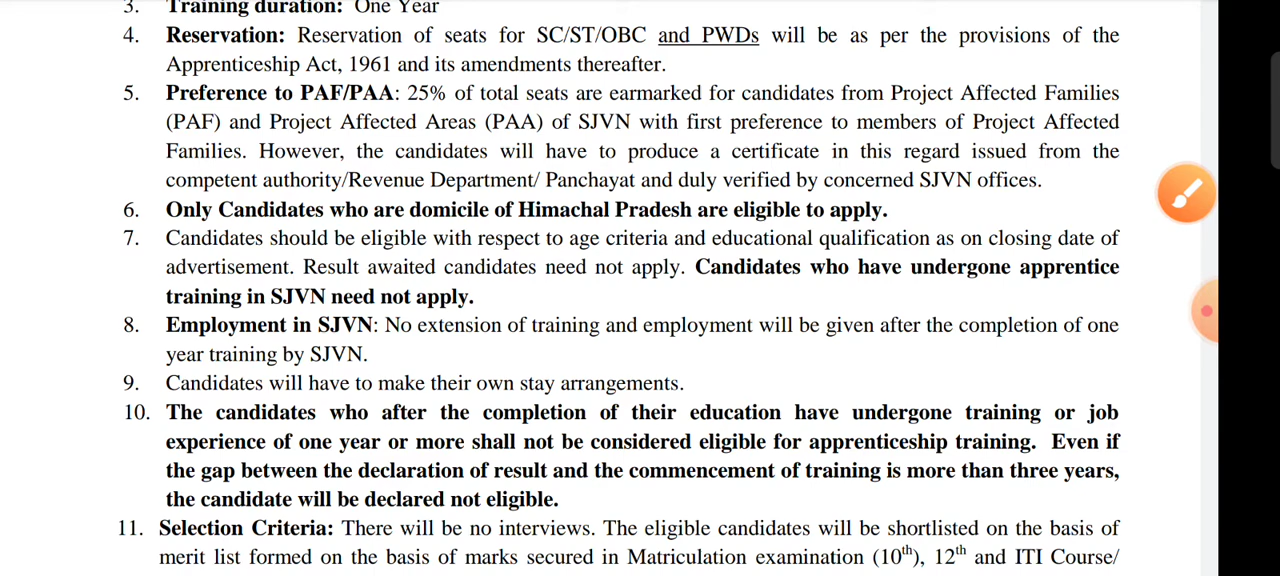 3. Training duration: One Year
4. Reservation: Reservation of seats for SC/ST/OBC and PWDs will be as per the provisions of the
Apprenticeship Act, 1961 and its amendments thereafter.
5. Preference to PAF/PAA: 25% of total seats are earmarked for candidates from Project Affected Families
(PAF) and Project Affected Areas (PAA) of SJVN with first preference to members of Project Affected
Families. However, the candidates will have to produce a certificate in this regard issued from the
competent authority/Revenue Department/ Panchayat and duly verified by concerned SJVN offices.
6. Only Candidates who are domicile of Himachal Pradesh are eligible to apply.
7. Candidates should be eligible with respect to age criteria and educational qualification as on closing date of
advertisement. Result awaited candidates need not apply. Candidates who have undergone apprentice
training in SJVN need not apply.
8. Employment in SJVN: No extension of training and employment will be given after the completion of one
year training by SJVN.
9. Candidates will have to make their own stay arrangements.
10. The candidates who after the completion of their education have undergone training or job
experience of one year or more shall not be considered eligible for apprenticeship training. Even if
the gap between the declaration of result and the commencement of training is more than three years,
the candidate will be declared not eligible.
11. Selection Criteria: There will be no interviews. The eligible candidates will be shortlisted on the basis of
merit list formed on the basis of marks secured in Matriculation examination (10th), 12th and ITI Course/